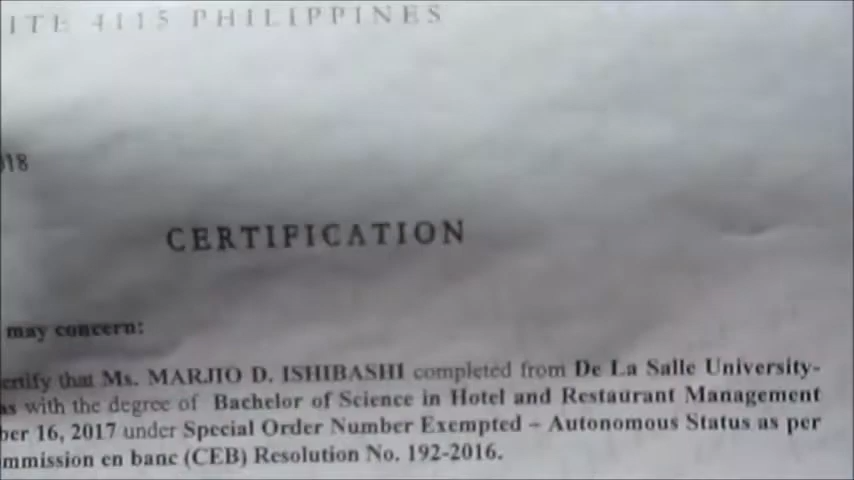 ITE 4115 PHILIPPINES
018
CERTIFICATION
may concern:
ertify that Ms. MARJIO D. ISHIBASHI completed from De La Salle University-
as with the degree of Bachelor of Science in Hotel and Restaurant Management
ber 16, 2017 under Special Order Number Exempted – Autonomous Status as per
mmission en banc (CEB) Resolution No. 192-2016.